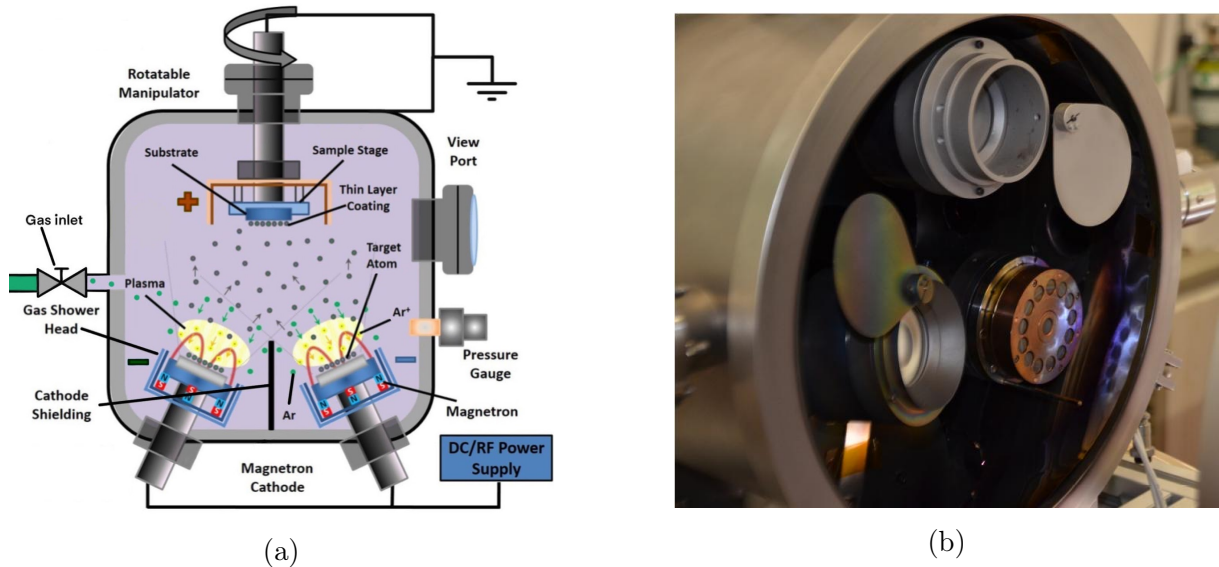 Rotatable
Manipulator
View
Port
Substrate
Sample Stage
Thin Layer
Coating
+
Gas inlet
Target
Atom
Plasma
Gas Shower
Head
Ar⁺
−
−
Pressure
Gauge
Cathode
Shielding
Ar
Magnetron
N
S
N
S
N
S
N
S
N
S
N
S
Magnetron
Cathode
DC/RF Power
Supply
(a)
(b)